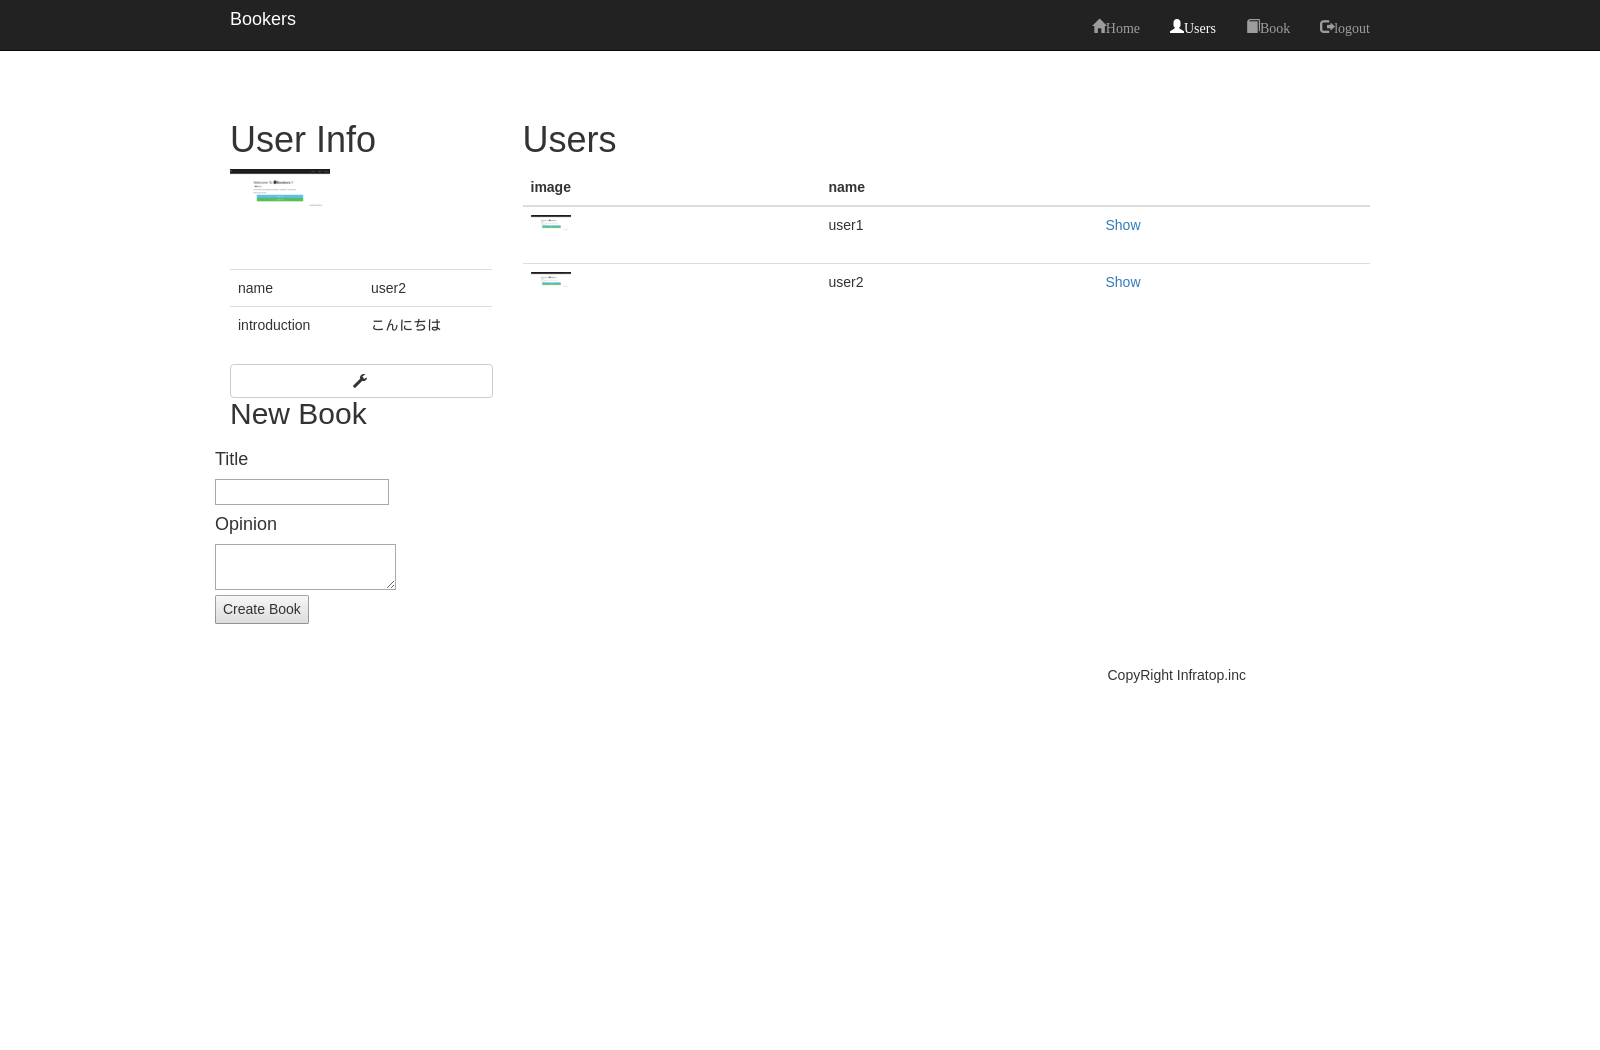 Bookers
Home Users Book logout
User Info
name user2
introduction こんにちは
New Book
Title
Opinion
Create Book
Users
image name
user1 Show
user2 Show
CopyRight Infratop.inc